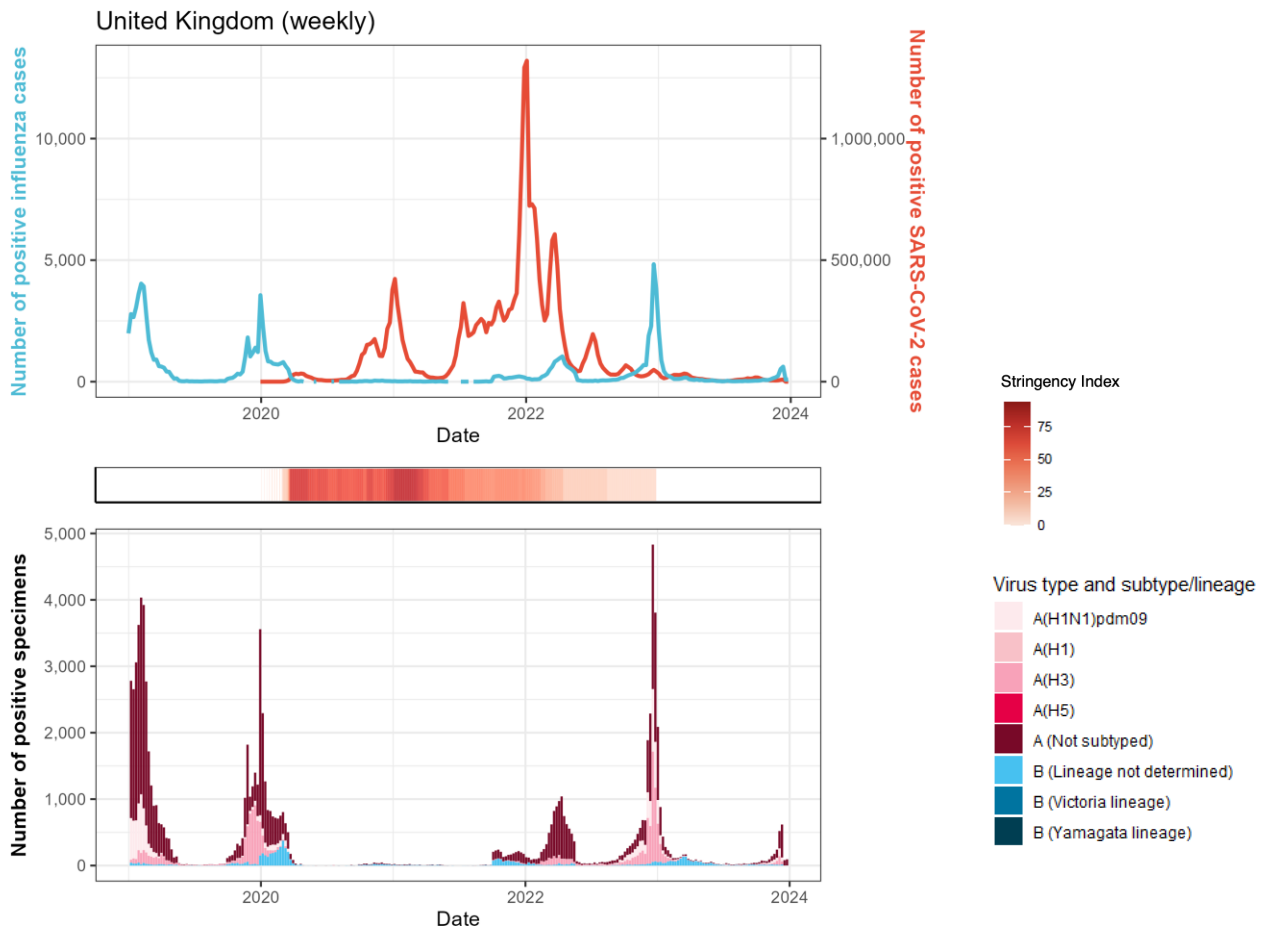 United Kingdom (weekly)
Number of positive influenza cases
10,000
5,000
0
1,000,000
500,000
0
Number of positive SARS-CoV-2 cases
2020
2022
2024
Date
Stringency Index
75
50
25
0
Number of positive specimens
5,000
4,000
3,000
2,000
1,000
0
2020
2022
2024
Date
Virus type and subtype/lineage
A(H1N1)pdm09
A(H1)
A(H3)
A(H5)
A (Not subtyped)
B (Lineage not determined)
B (Victoria lineage)
B (Yamagata lineage)